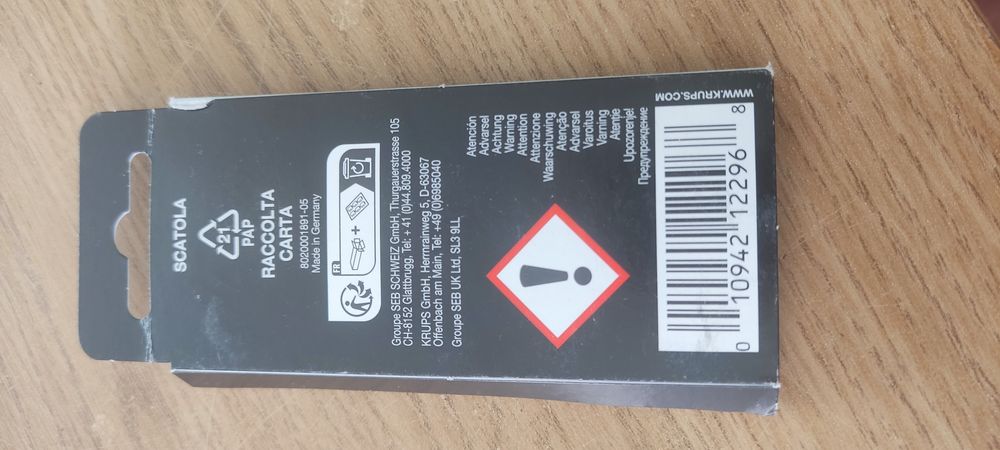 SCATOLA
21
PAP
RACCOLTA
CARTA
8020001891-05
Made in Germany
FR
+
Groupe SEB SCHWEIZ GmbH, Thurgauerstrasse 105
CH-8152 Glattbrugg, Tel: + 41 (0)44.809.4000
KRUPS GmbH, Herrnrainweg 5, D-63067
Offenbach am Main, Tel: +49 (0)6985040
Groupe SEB UK Ltd, SL3 9LL
Atención
Advarsel
Achtung
Warning
Attention
Attenzione
Waarschuwing
Atenção
Advarsel
Varoitus
Varning
Atenție
Upozorenje!
Предупреждение
WWW.KRUPS.COM
0 10942 12296 8